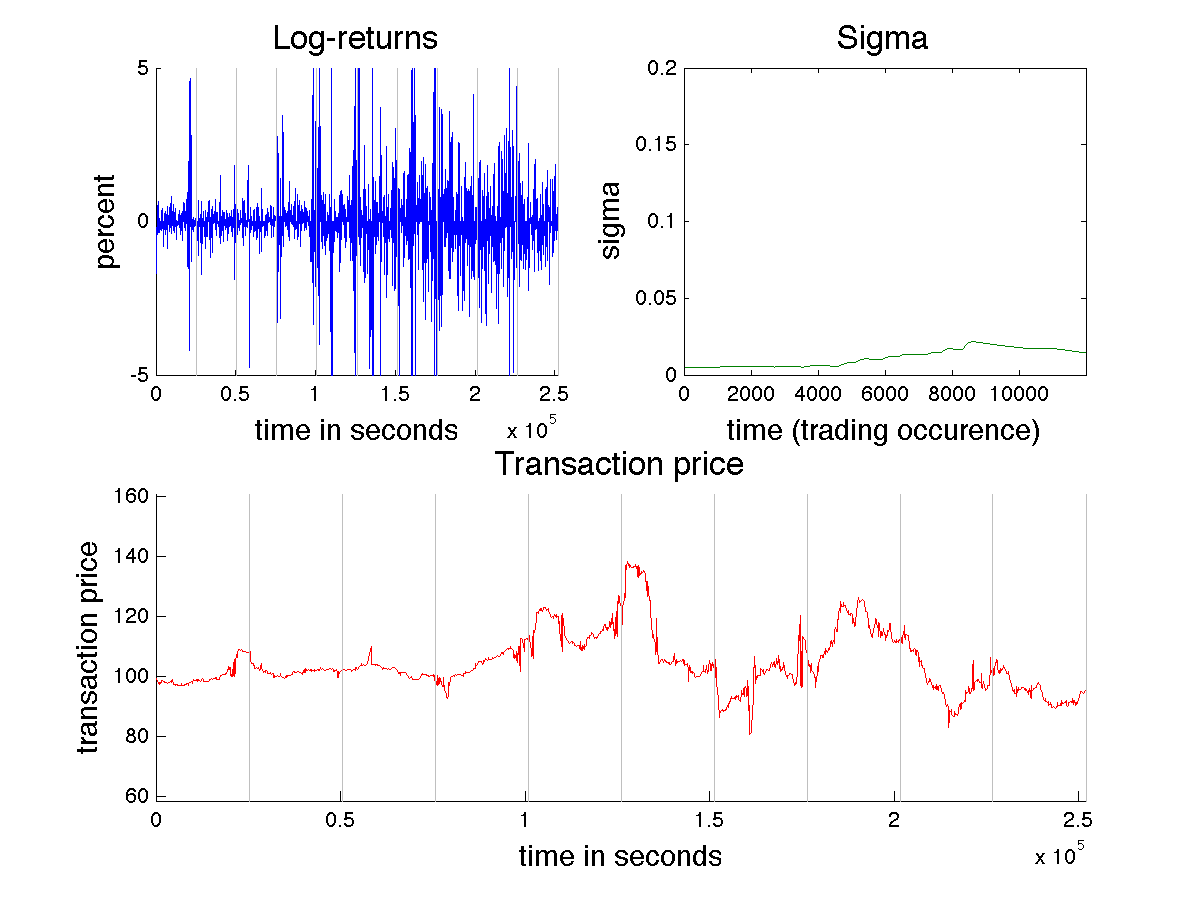 Log-returns
5
0
-5
percent
0 0.5 1 1.5 2 2.5
x 10^5
time in seconds
Sigma
0.2
0.15
0.1
0.05
0
sigma
0 2000 4000 6000 8000 10000
time (trading occurence)
Transaction price
160
140
120
100
80
60
transaction price
0 0.5 1 1.5 2 2.5
x 10^5
time in seconds